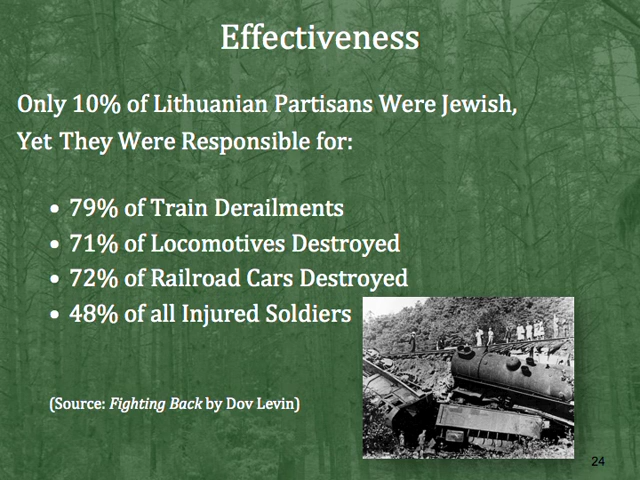 Effectiveness
Only 10% of Lithuanian Partisans Were Jewish,
Yet They Were Responsible for:
• 79% of Train Derailments
• 71% of Locomotives Destroyed
• 72% of Railroad Cars Destroyed
• 48% of all Injured Soldiers
(Source: Fighting Back by Dov Levin)
24